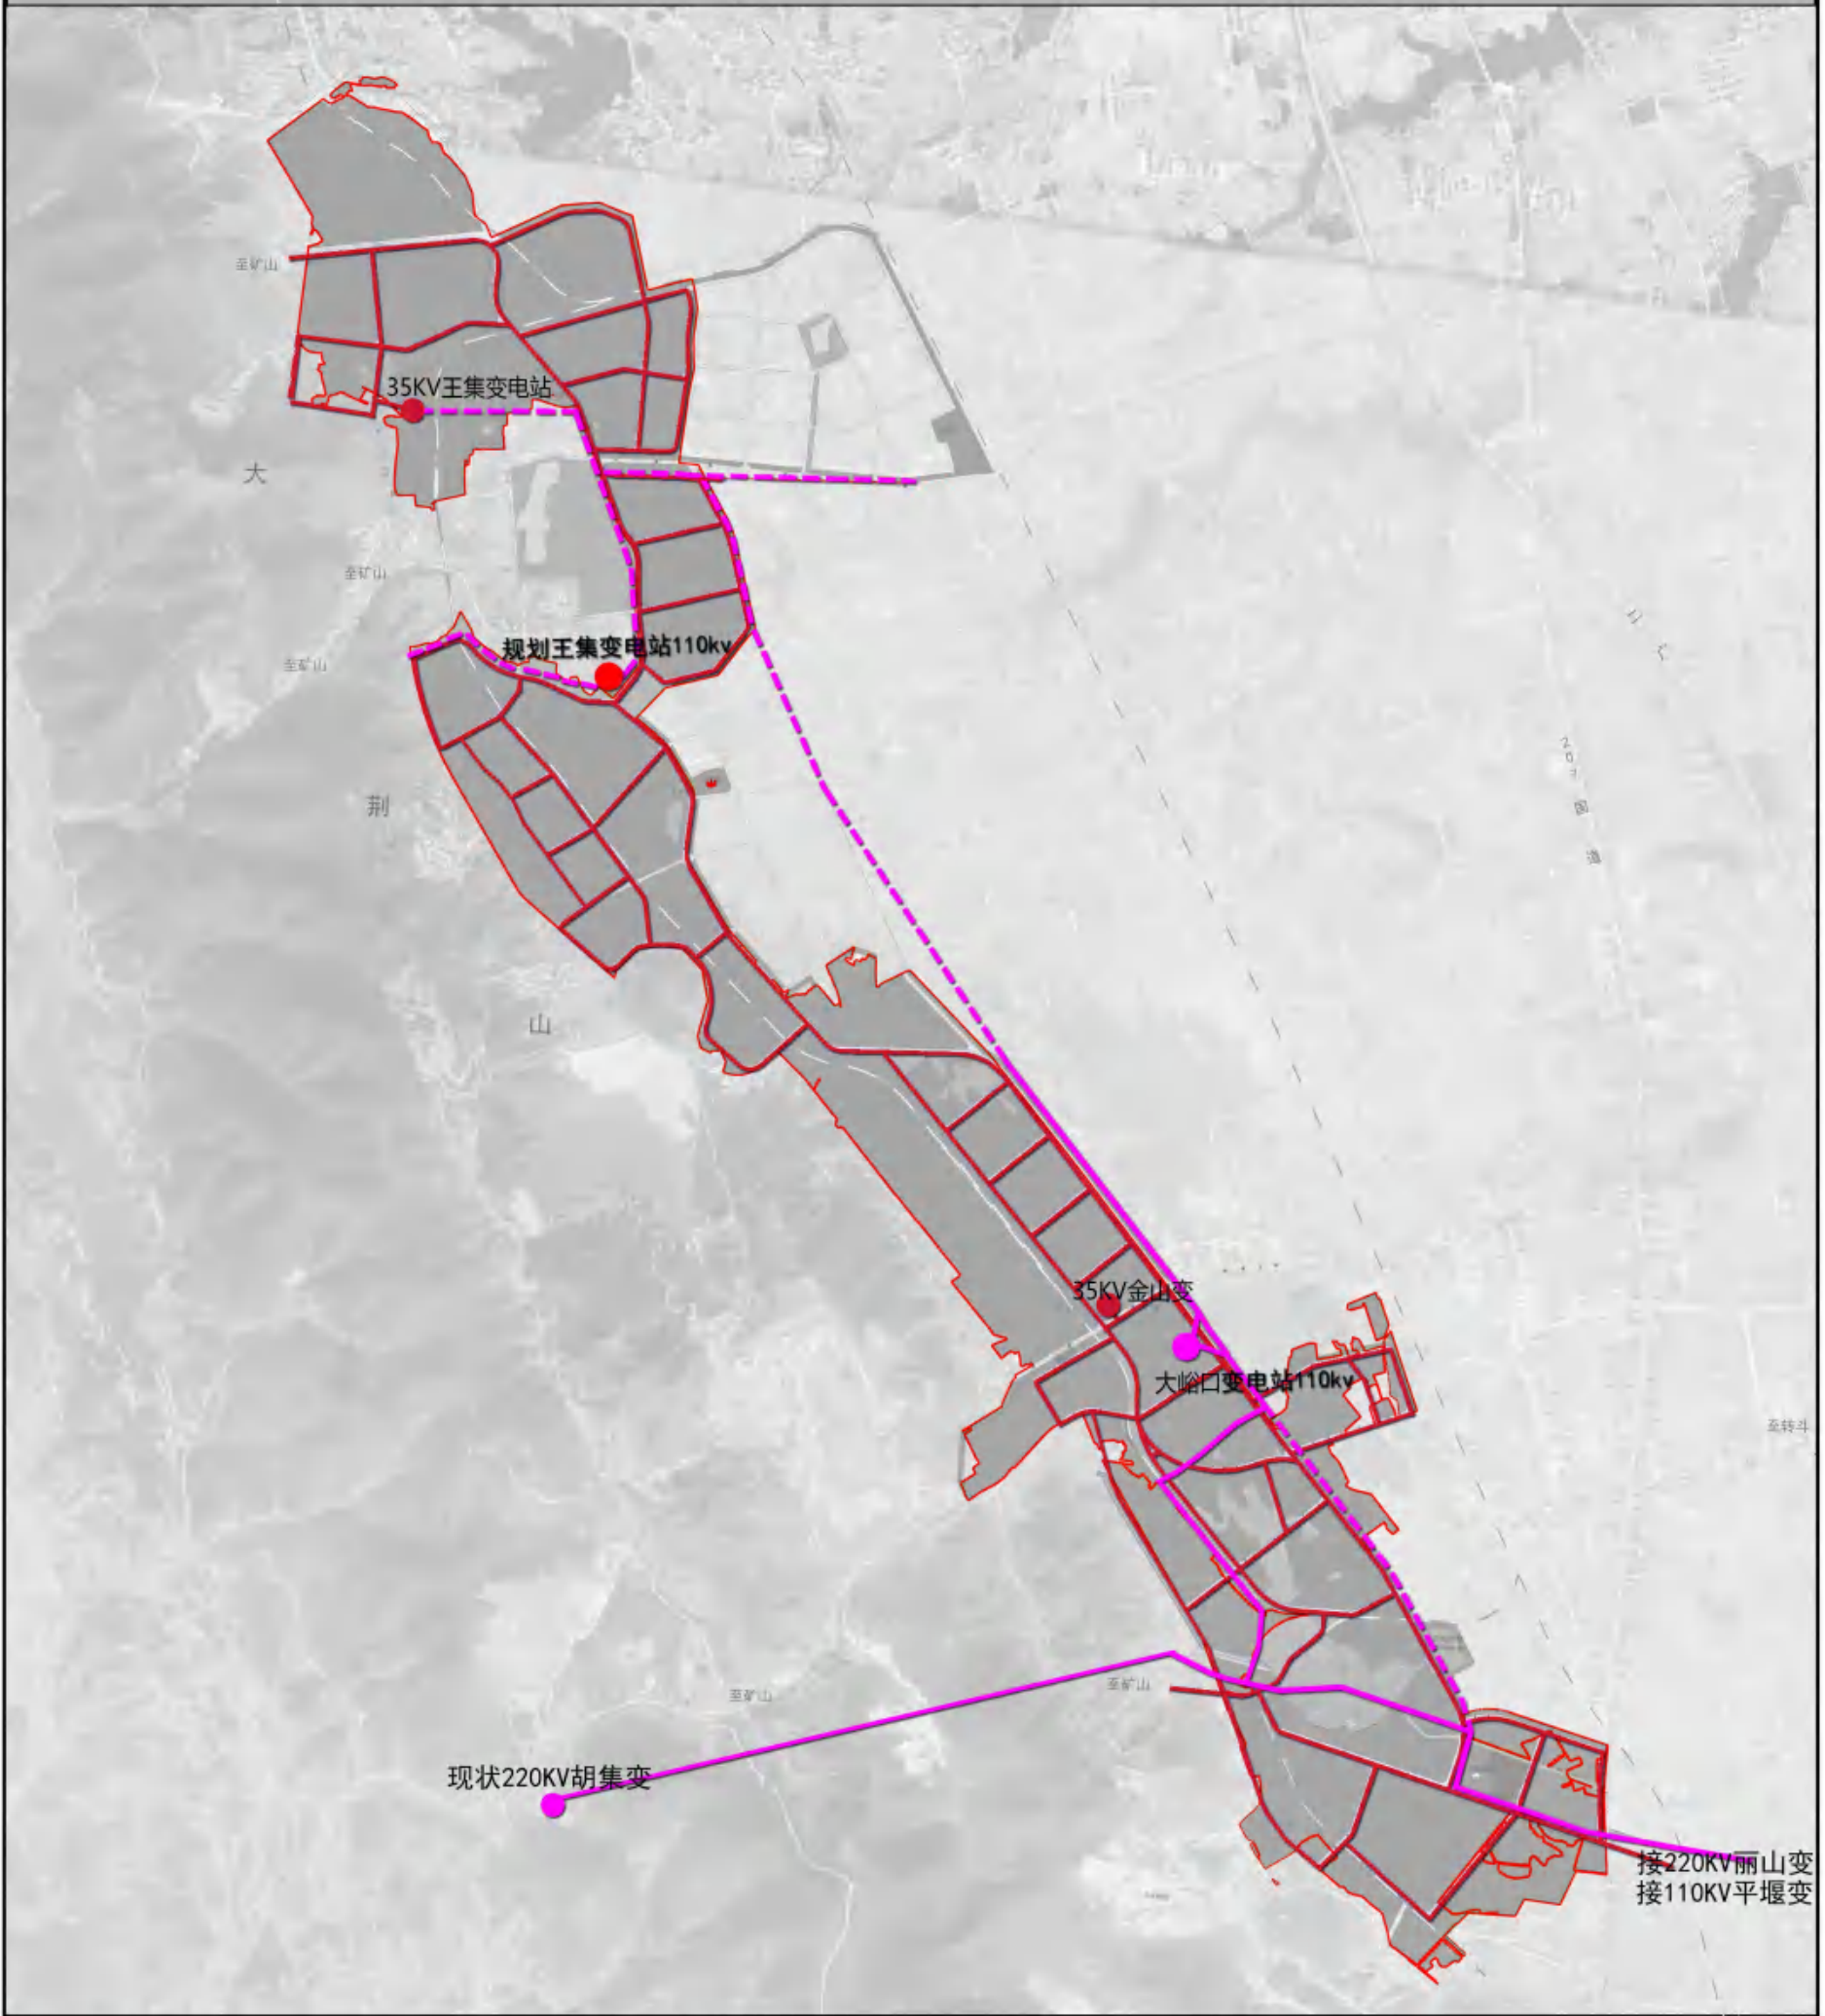 至矿山
35KV王集变电站
大
至矿山
规划王集变电站110kv
至矿山
荆
207国道
山
35KV金山变
大峪口变电站110kv
至转斗
至矿山
至矿山
现状220KV胡集变
接220KV丽山变
接110KV平堰变